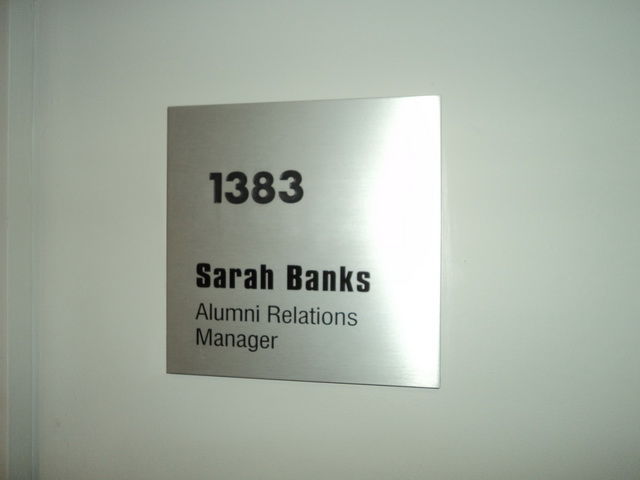 1383
Sarah Banks
Alumni Relations
Manager